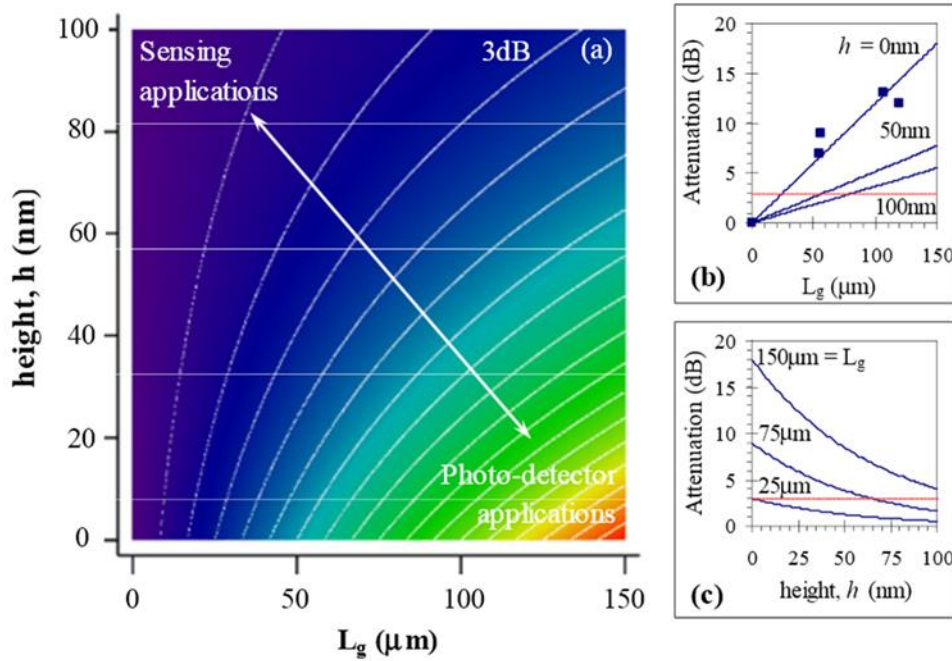 100
80
60
40
20
0
height, h (nm)
Sensing
applications
3dB
(a)
Photo-detector
applications
0
50
100
150
Lg (μm)
20
15
10
5
0
Attenuation (dB)
h = 0nm
50nm
100nm
(b)
0
50
100
150
Lg (μm)
20
15
10
5
0
Attenuation (dB)
150μm = Lg
75μm
25μm
(c)
0
25
50
75
100
height, h (nm)